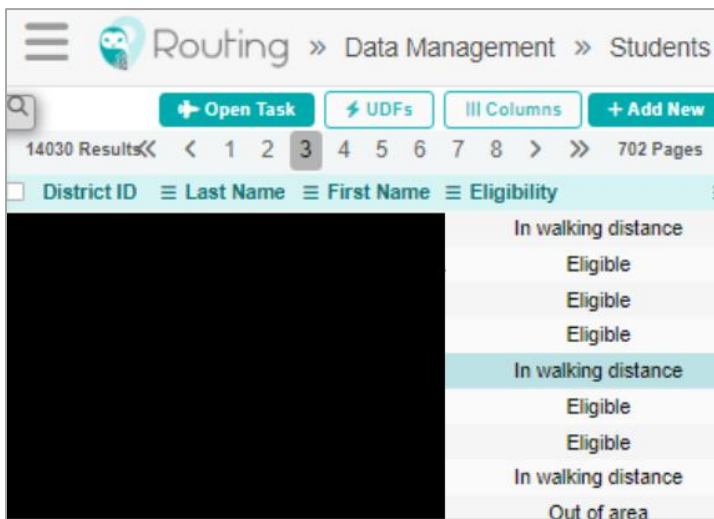 Routing » Data Management » Students
Open Task UDFs Columns + Add New
14030 Results « < 1 2 3 4 5 6 7 8 > » 702 Pages
District ID Last Name First Name Eligibility
In walking distance
Eligible
Eligible
Eligible
In walking distance
Eligible
Eligible
In walking distance
Out of area